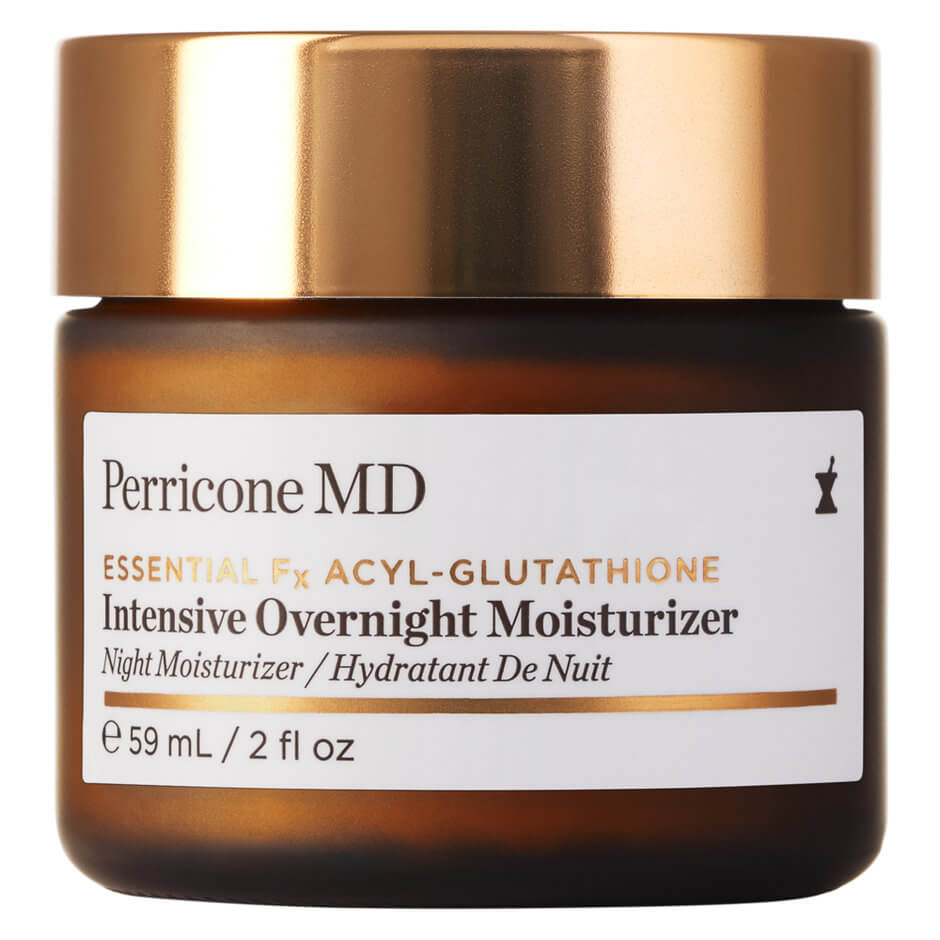 Perricone MD
ESSENTIAL Fx ACYL-GLUTATHIONE
Intensive Overnight Moisturizer
Night Moisturizer / Hydratant De Nuit
℮ 59 mL / 2 fl oz